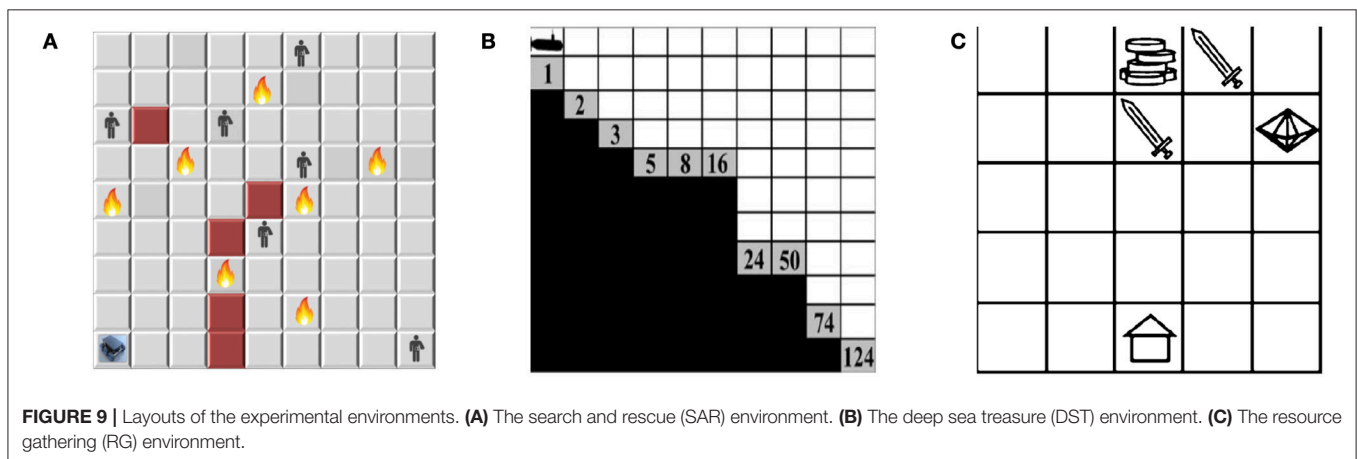 A
B
C
1
2
3
5 8 16
24 50
74
124
FIGURE 9 | Layouts of the experimental environments. (A) The search and rescue (SAR) environment. (B) The deep sea treasure (DST) environment. (C) The resource
gathering (RG) environment.